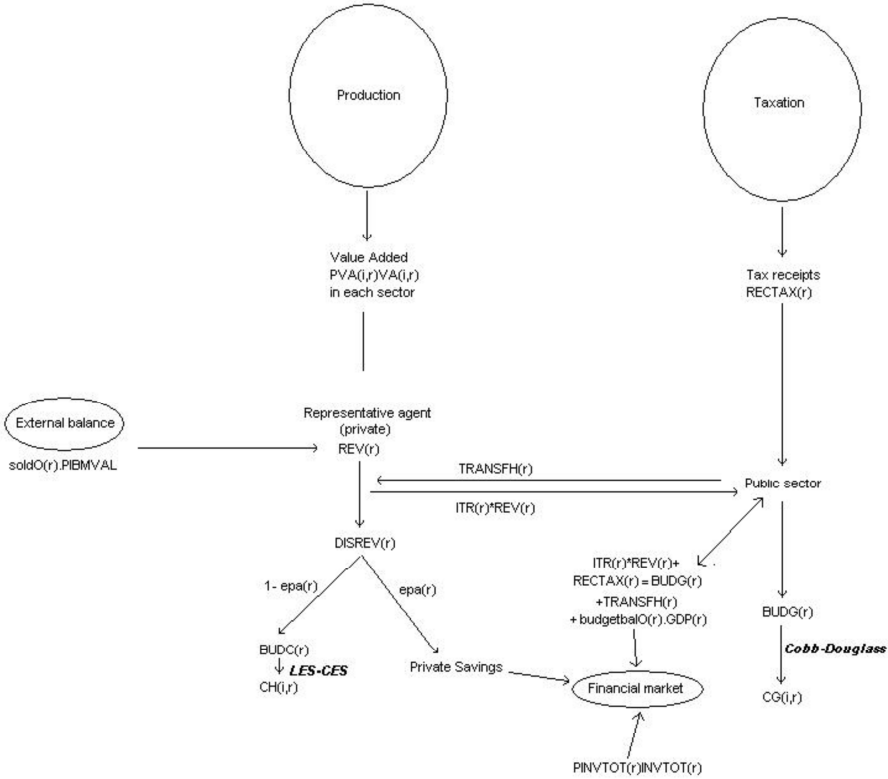 Production
Taxation
Value Added
PVA(i,r)VA(i,r)
in each sector
Tax receipts
RECTAX(r)
External balance
soldO(r).PIBMVAL
Representative agent
(private)
REV(r)
TRANSFH(r)
ITR(r)*REV(r)
Public sector
DISREV(r)
1- epa(r)
epa(r)
ITR(r)*REV(r)+
RECTAX(r) = BUDG(r)
+TRANSFH(r)
+ budgetbalO(r).GDP(r)
BUDG(r)
Cobb-Douglass
BUDC(r)
LES-CES
CH(i,r)
Private Savings
Financial market
CG(i,r)
PINVTOT(r)INVTOT(r)